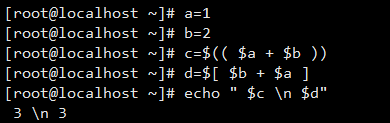 [root@localhost ~]# a=1
[root@localhost ~]# b=2
[root@localhost ~]# c=$(( $a + $b ))
[root@localhost ~]# d=$[ $b + $a ]
[root@localhost ~]# echo " $c \n $d"
 3 \n 3